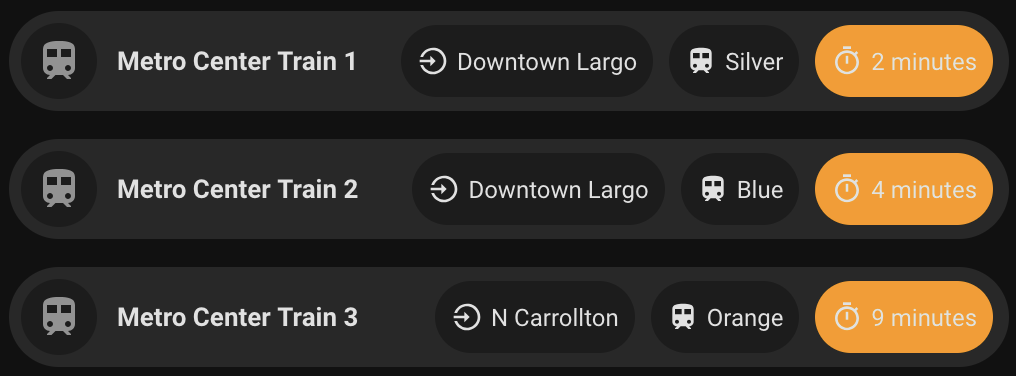 Metro Center Train 1 Downtown Largo Silver 2 minutes
Metro Center Train 2 Downtown Largo Blue 4 minutes
Metro Center Train 3 N Carrollton Orange 9 minutes